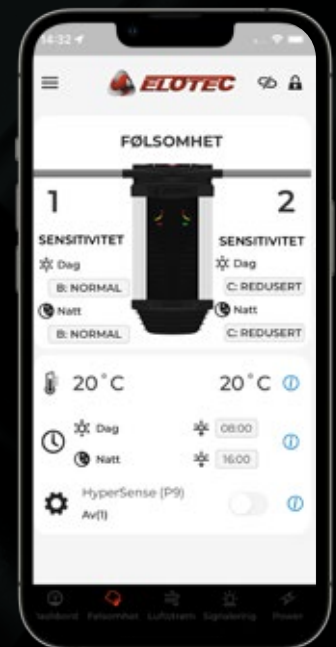 14:32
ELOTEC
FØLSOMHET
1 2
SENSITIVITET SENSITIVITET
Dag Dag
B: NORMAL C: REDUSERT
Natt Natt
B: NORMAL C: REDUSERT
20°C 20°C
Dag 08:00
Natt 16:00
HyperSense (P9)
Av(1)
Dashbord Følsomhet Luftstrøm Signalering Power